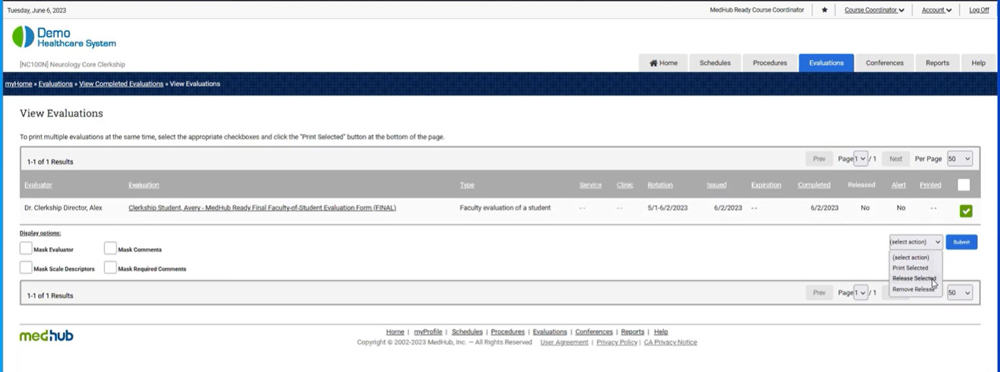 Tuesday, June 6, 2023 MedHub Ready Course Coordinator | ★ | Course Coordinator | Account | Log Off
Demo
Healthcare System
[NC100N] Neurology Core Clerkship
Home Schedules Procedures Evaluations Conferences Reports Help
myHome » Evaluations » View Completed Evaluations » View Evaluations
View Evaluations
To print multiple evaluations at the same time, select the appropriate checkboxes and click the "Print Selected" button at the bottom of the page.
1-1 of 1 Results Prev Page 1 / 1 Next Per Page 50
Evaluator Evaluation Type Service Clinic Rotation Issued Expiration Completed Released Alert Printed
Dr. Clerkship Director, Alex Clerkship Student, Avery - MedHub Ready Final Faculty-of-Student Evaluation Form (FINAL) Faculty evaluation of a student -- -- 5/1-6/2/2023 6/2/2023 -- 6/2/2023 No No --
Display options:
Mask Evaluator Mask Comments
Mask Scale Descriptors Mask Required Comments
(select action) Submit
(select action)
Print Selected
Release Selected
Remove Release
1-1 of 1 Results Prev Page 1 / 1 50
medhub
Home | myProfile | Schedules | Procedures | Evaluations | Conferences | Reports | Help
Copyright © 2002-2023 MedHub, Inc. — All Rights Reserved User Agreement | Privacy Policy | CA Privacy Notice